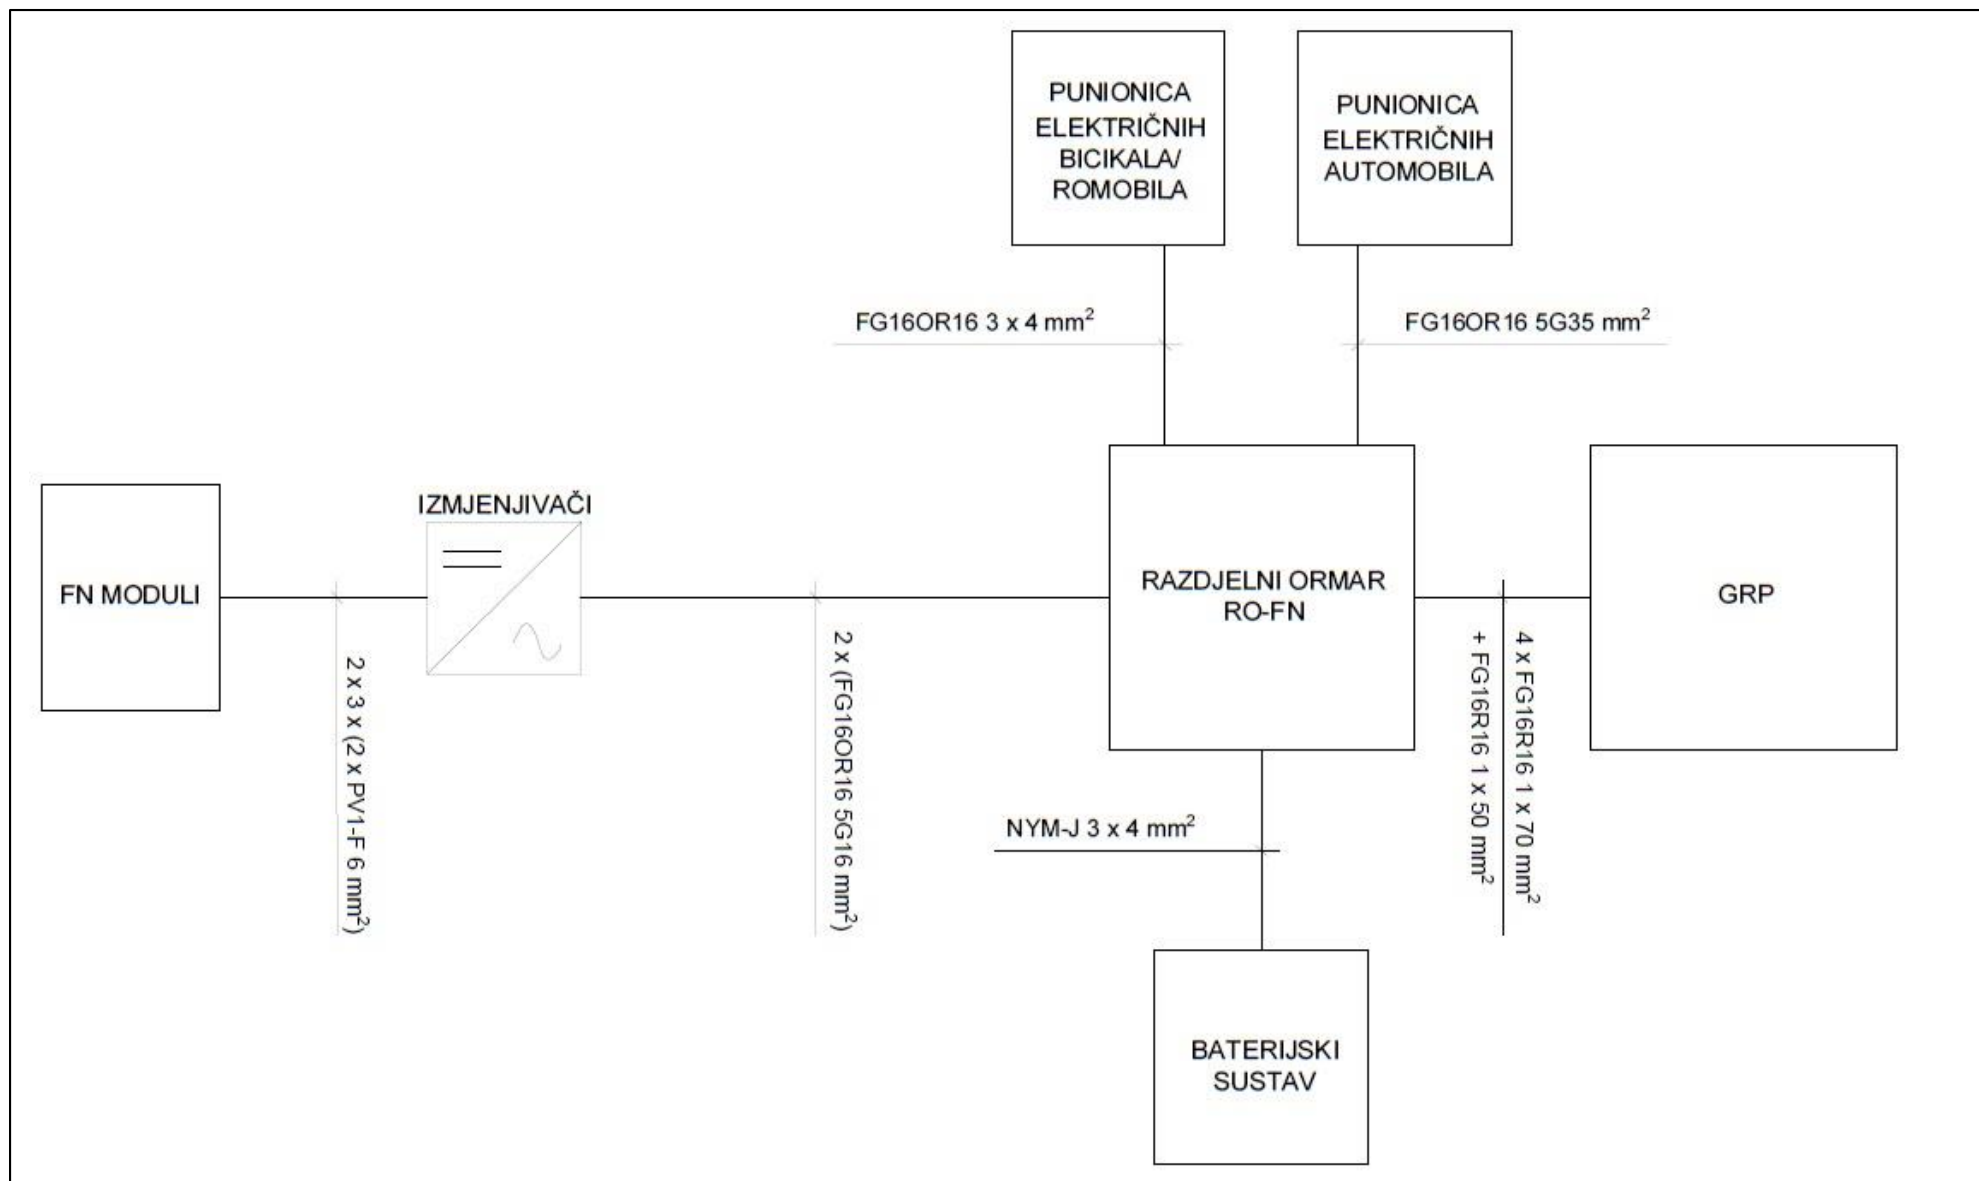 PUNIONICA
ELEKTRIČNIH
BICIKALA/
ROMOBILA
PUNIONICA
ELEKTRIČNIH
AUTOMOBILA
FG16OR16 3 x 4 mm²
FG16OR16 5G35 mm²
IZMJENJIVAČI
FN MODULI
RAZDJELNI ORMAR
RO-FN
GRP
2 x 3 x (2 x PV1-F 6 mm²)
2 x (FG16OR16 5G16 mm²)
4 x FG16R16 1 x 70 mm²
+ FG16R16 1 x 50 mm²
NYM-J 3 x 4 mm²
BATERIJSKI
SUSTAV